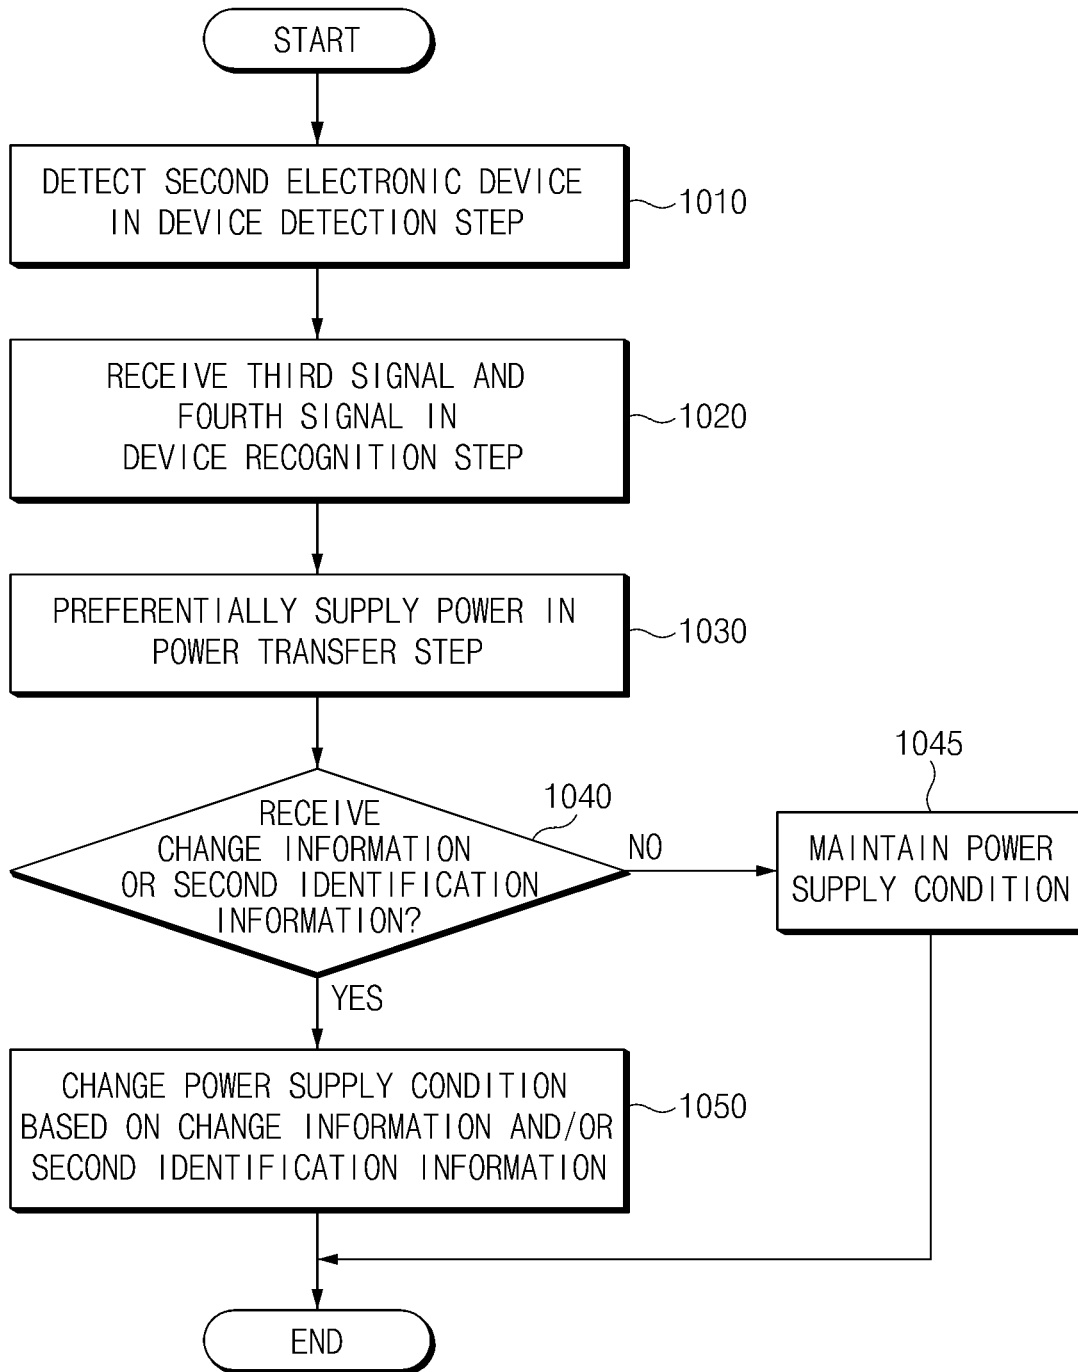 START
DETECT SECOND ELECTRONIC DEVICE
IN DEVICE DETECTION STEP
1010
RECEIVE THIRD SIGNAL AND
FOURTH SIGNAL IN
DEVICE RECOGNITION STEP
1020
PREFERENTIALLY SUPPLY POWER IN
POWER TRANSFER STEP
1030
RECEIVE
CHANGE INFORMATION
OR SECOND IDENTIFICATION
INFORMATION?
1040
NO
1045
MAINTAIN POWER
SUPPLY CONDITION
YES
CHANGE POWER SUPPLY CONDITION
BASED ON CHANGE INFORMATION AND/OR
SECOND IDENTIFICATION INFORMATION
1050
END